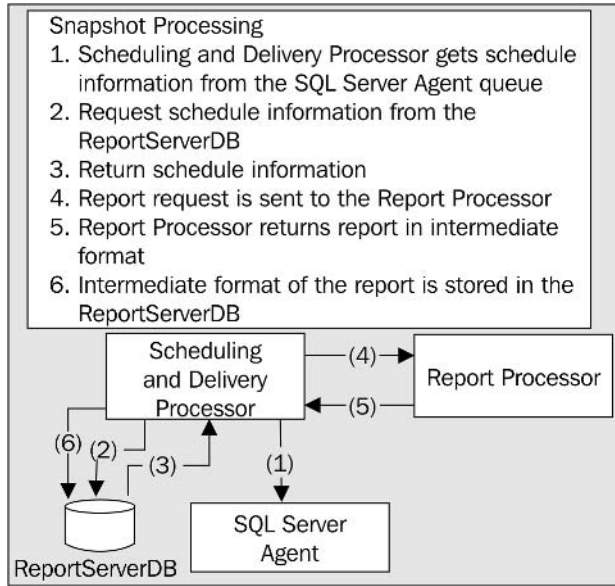 Snapshot Processing
1. Scheduling and Delivery Processor gets schedule
information from the SQL Server Agent queue
2. Request schedule information from the
ReportServerDB
3. Return schedule information
4. Report request is sent to the Report Processor
5. Report Processor returns report in intermediate
format
6. Intermediate format of the report is stored in the
ReportServerDB
Scheduling
and Delivery
Processor
(4)
Report Processor
(5)
(6)
(2)
(3)
(1)
SQL Server
Agent
ReportServerDB